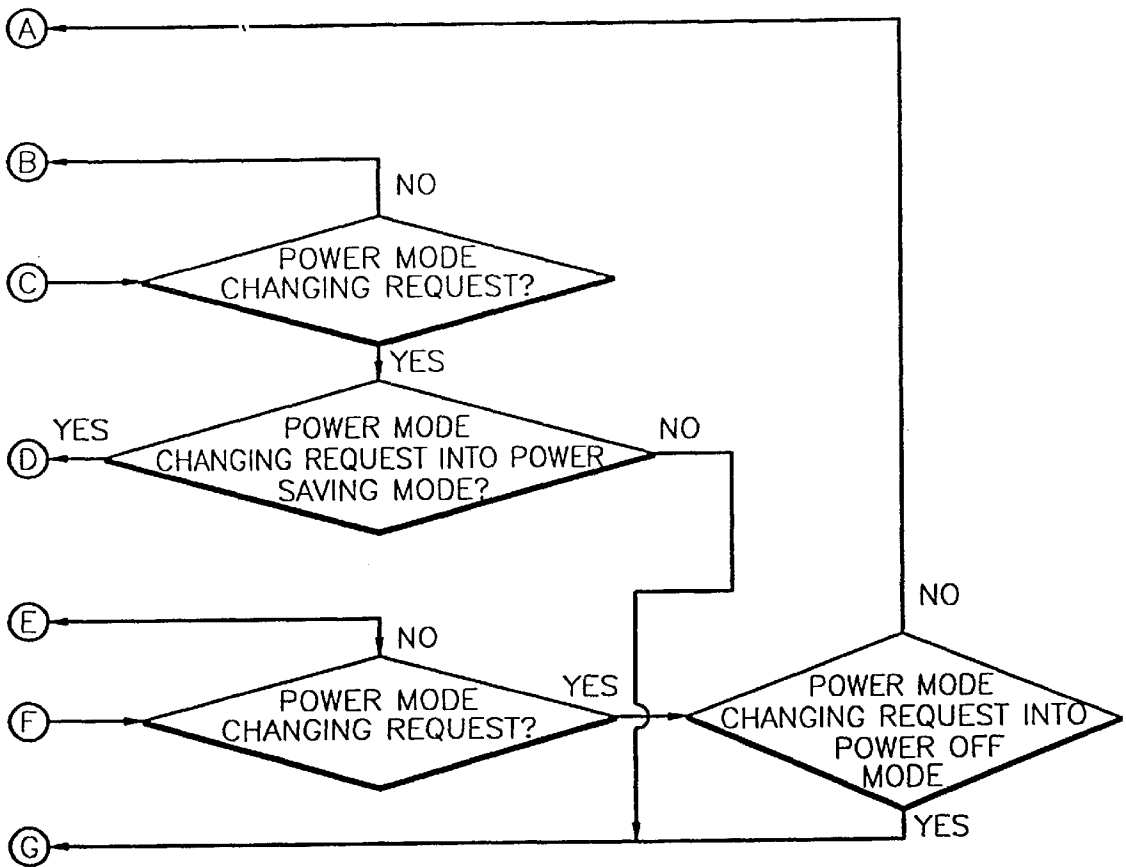 A
B
NO
C
POWER MODE
CHANGING REQUEST?
YES
YES
D
POWER MODE
CHANGING REQUEST INTO POWER
SAVING MODE?
NO
E
NO
F
POWER MODE
CHANGING REQUEST?
YES
NO
POWER MODE
CHANGING REQUEST INTO
POWER OFF
MODE
YES
G